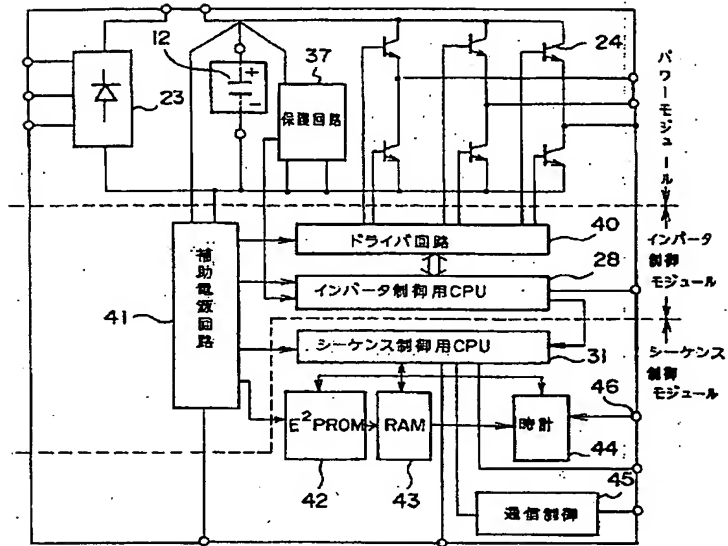 12
37
24
23
保護回路
パワーモジュール
ドライバ回路
40
インバータ制御モジュール
インバータ制御用CPU
28
補助電源回路
41
シーケンス制御用CPU
31
シーケンス制御モジュール
46
E²PROM
RAM
時計
42
43
44
45
通信制御